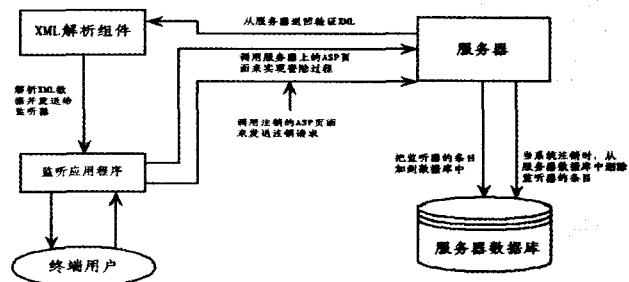 从服务器返回验证XML
XML解析组件
服务器
调用服务器上的ASP页
面来实现登陆过程
解析XML数
据并发送给
监听器
调用注销的ASP页面
来发送注销请求
监听应用程序
把监听器的条目
加到数据库中
当系统注销时，从
服务器数据库中删除
监听器的条目
服务器数据库
终端用户